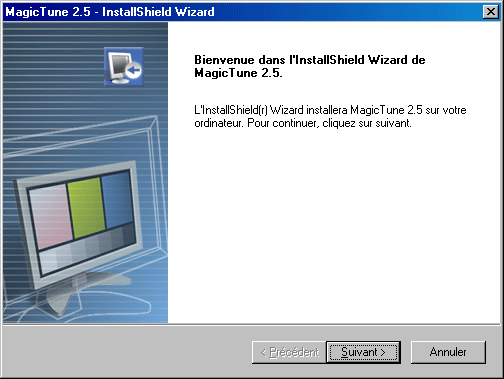 MagicTune 2.5 - InstallShield Wizard
Bienvenue dans l'InstallShield Wizard de
MagicTune 2.5.
L'InstallShield(r) Wizard installera MagicTune 2.5 sur votre
ordinateur. Pour continuer, cliquez sur suivant.
< Précédent
Suivant >
Annuler